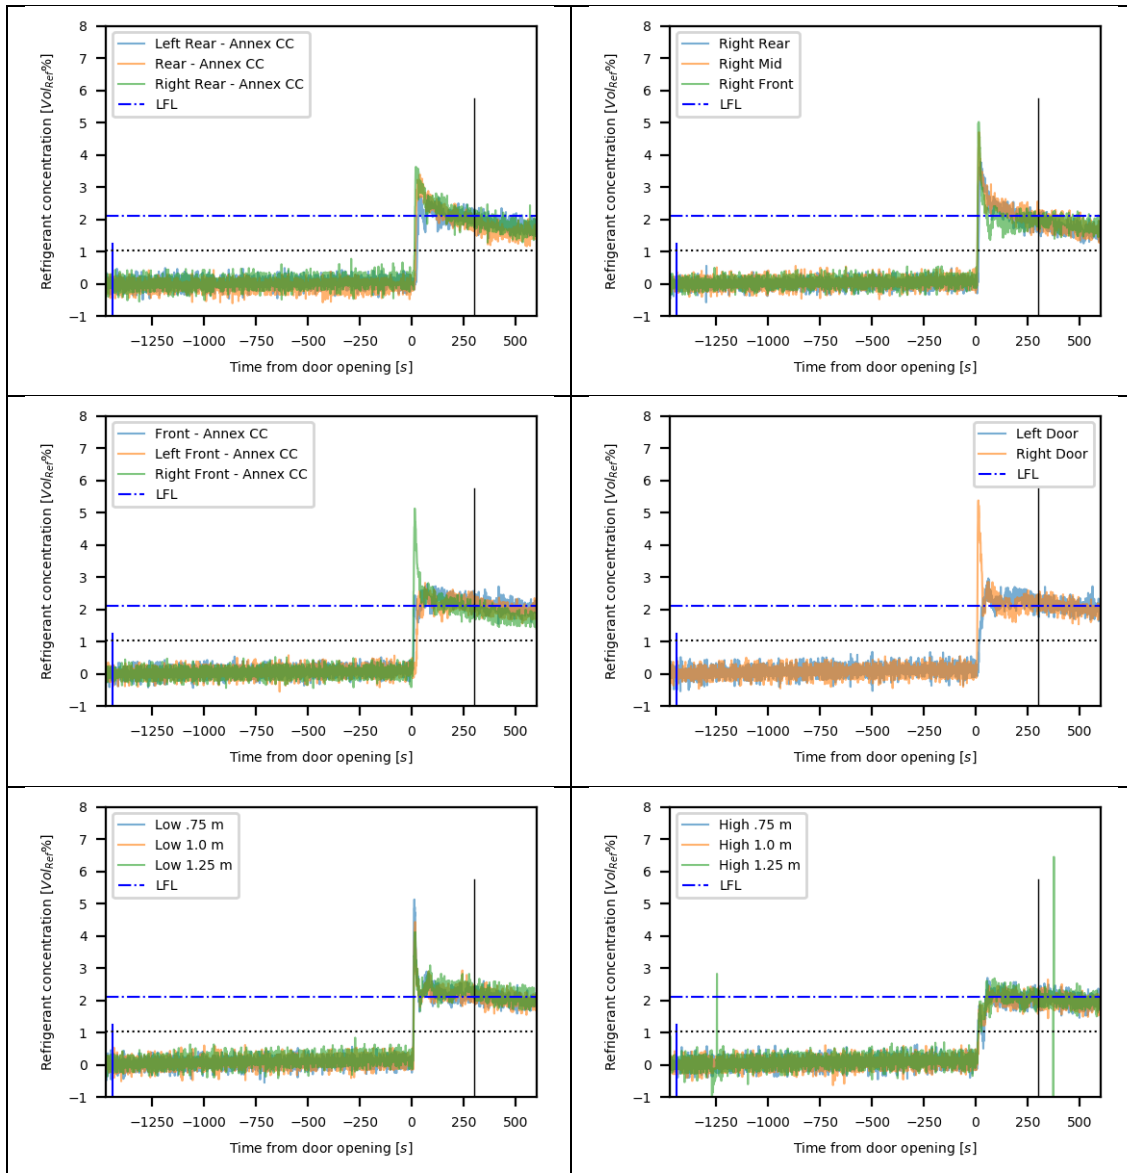 Refrigerant concentration [Vol_Ref%]
8
7
6
5
4
3
2
1
0
−1
Left Rear - Annex CC
Rear - Annex CC
Right Rear - Annex CC
LFL
−1250 −1000 −750 −500 −250 0 250 500
Time from door opening [s]
Refrigerant concentration [Vol_Ref%]
8
7
6
5
4
3
2
1
0
−1
Right Rear
Right Mid
Right Front
LFL
−1250 −1000 −750 −500 −250 0 250 500
Time from door opening [s]
Refrigerant concentration [Vol_Ref%]
8
7
6
5
4
3
2
1
0
−1
Front - Annex CC
Left Front - Annex CC
Right Front - Annex CC
LFL
−1250 −1000 −750 −500 −250 0 250 500
Time from door opening [s]
Refrigerant concentration [Vol_Ref%]
8
7
6
5
4
3
2
1
0
−1
Left Door
Right Door
LFL
−1250 −1000 −750 −500 −250 0 250 500
Time from door opening [s]
Refrigerant concentration [Vol_Ref%]
8
7
6
5
4
3
2
1
0
−1
Low .75 m
Low 1.0 m
Low 1.25 m
LFL
−1250 −1000 −750 −500 −250 0 250 500
Time from door opening [s]
Refrigerant concentration [Vol_Ref%]
8
7
6
5
4
3
2
1
0
−1
High .75 m
High 1.0 m
High 1.25 m
LFL
−1250 −1000 −750 −500 −250 0 250 500
Time from door opening [s]